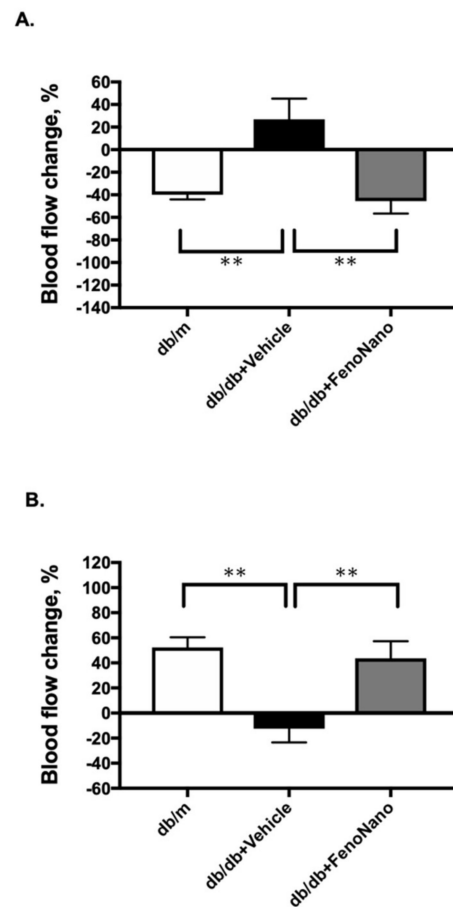 A.
Blood flow change, %
60
40
20
0
-20
-40
-60
-80
-100
-120
-140
** **
db/m
db/db+Vehicle
db/db+FenoNano
B.
Blood flow change, %
120
100
80
60
40
20
0
-20
-40
-60
** **
db/m
db/db+Vehicle
db/db+FenoNano